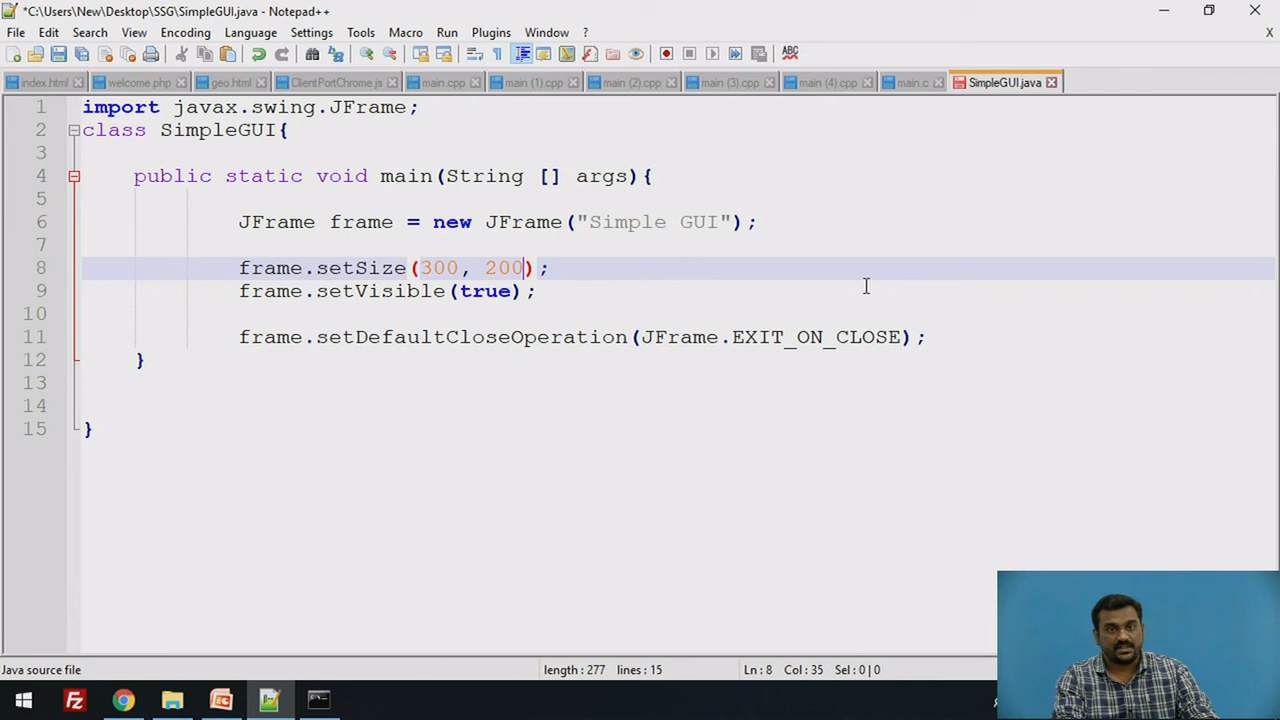 *C:\Users\New\Desktop\SSG\SimpleGUI.java - Notepad++
File Edit Search View Encoding Language Settings Tools Macro Run Plugins Window ? X
index.html welcome.php geo.html ClientPortChrome.js main.cpp main (1).cpp main (2).cpp main (3).cpp main (4).cpp main.c SimpleGUI.java
1 import javax.swing.JFrame;
2 class SimpleGUI{
3
4 public static void main(String [] args){
5
6 JFrame frame = new JFrame("Simple GUI");
7
8 frame.setSize(300, 200);
9 frame.setVisible(true);
10
11 frame.setDefaultCloseOperation(JFrame.EXIT_ON_CLOSE);
12 }
13
14
15 }
Java source file length : 277 lines : 15 Ln : 8 Col : 35 Sel : 0 | 0